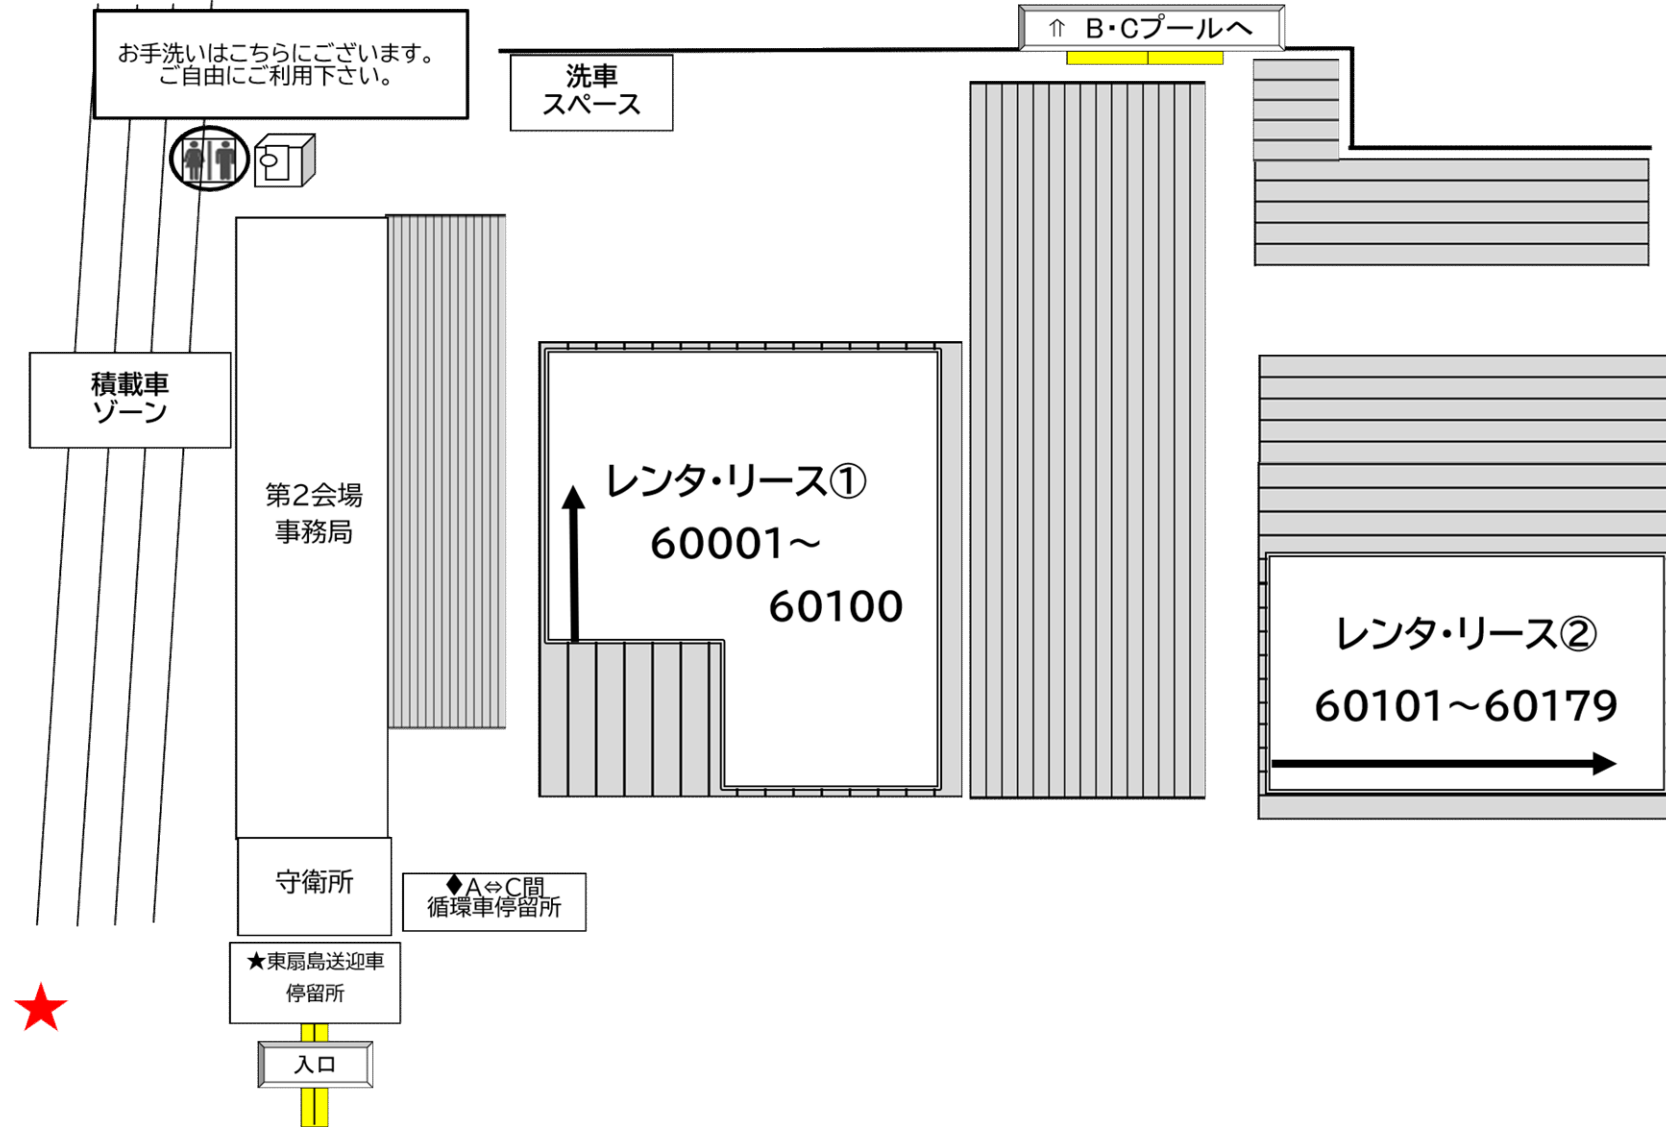 お手洗いはこちらにございます。
ご自由にご利用下さい。
洗車
スペース
⇑ B・Cプールへ
積載車
ゾーン
第2会場
事務局
レンタ・リース①
60001～
60100
レンタ・リース②
60101～60179
守衛所
♦A⇔C間
循環車停留所
★東扇島送迎車
停留所
入口